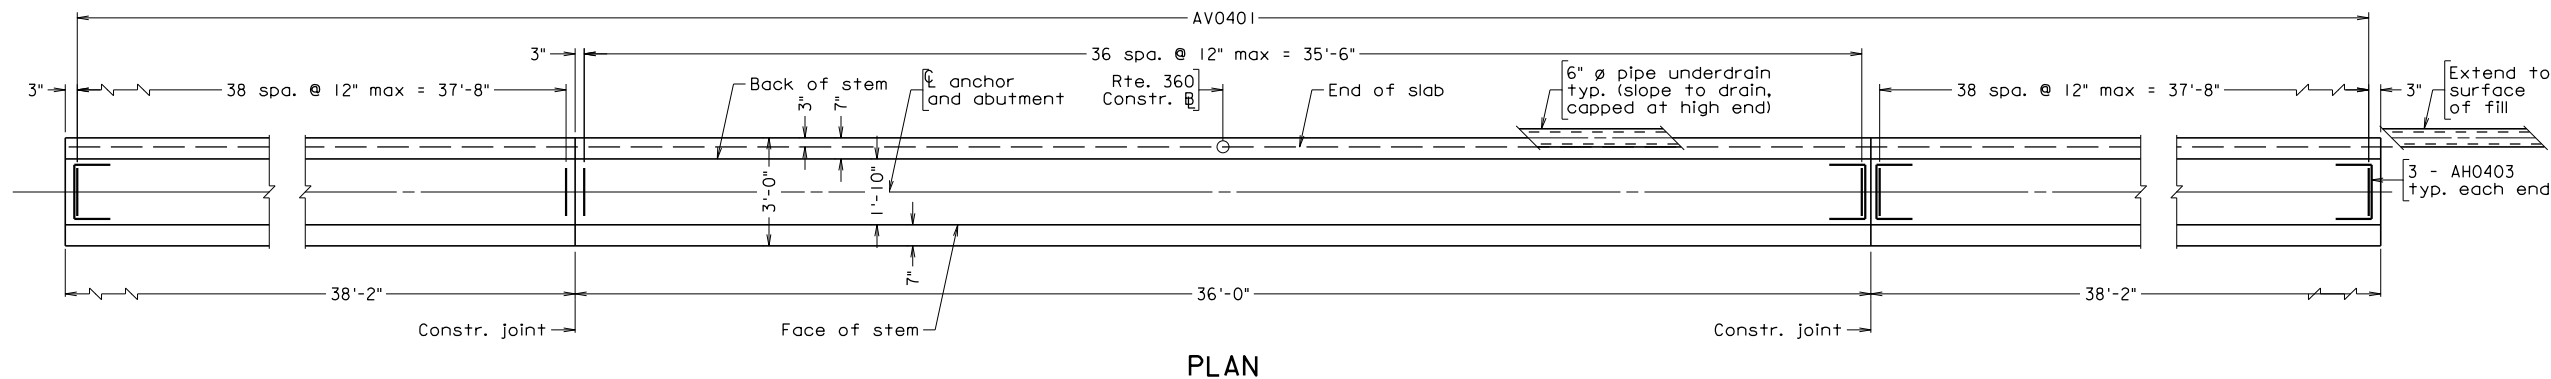 AV0401
3"
36 spa. @ 12" max = 35'-6"
3"
38 spa. @ 12" max = 37'-8"
Back of stem
3"
7"
℄ anchor
and abutment
Rte. 360
Constr. B
L
End of slab
6" ø pipe underdrain
typ. (slope to drain,
capped at high end)
38 spa. @ 12" max = 37'-8"
3"
Extend to
surface
of fill
3'-0"
1'-10"
7"
3 - AH0403
typ. each end
38'-2"
36'-0"
38'-2"
Constr. joint
Face of stem
Constr. joint
PLAN